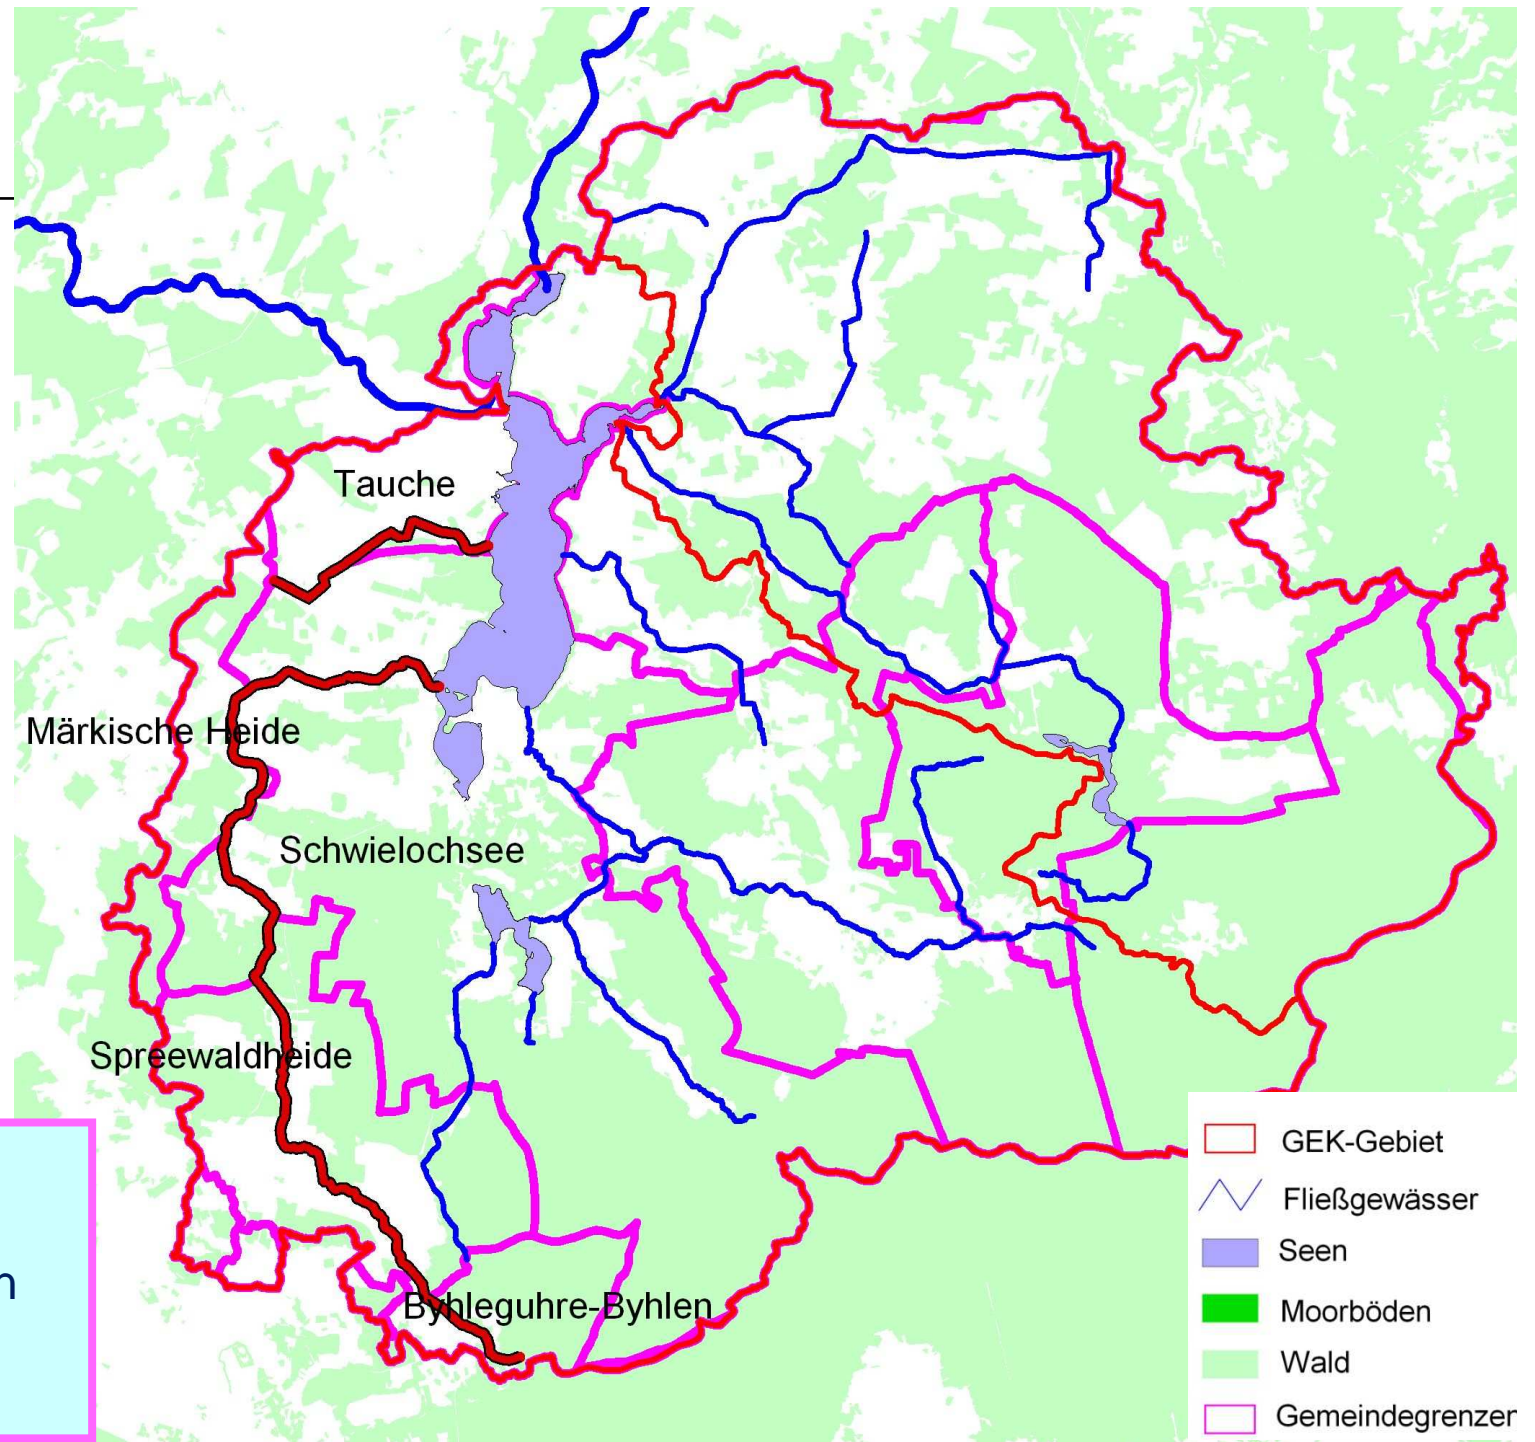 Tauche
Märkische Heide
Schwielochsee
Spreewaldheide
Byhleguhre-Byhlen
GEK-Gebiet
Fließgewässer
Seen
Moorböden
Wald
Gemeindegrenzen